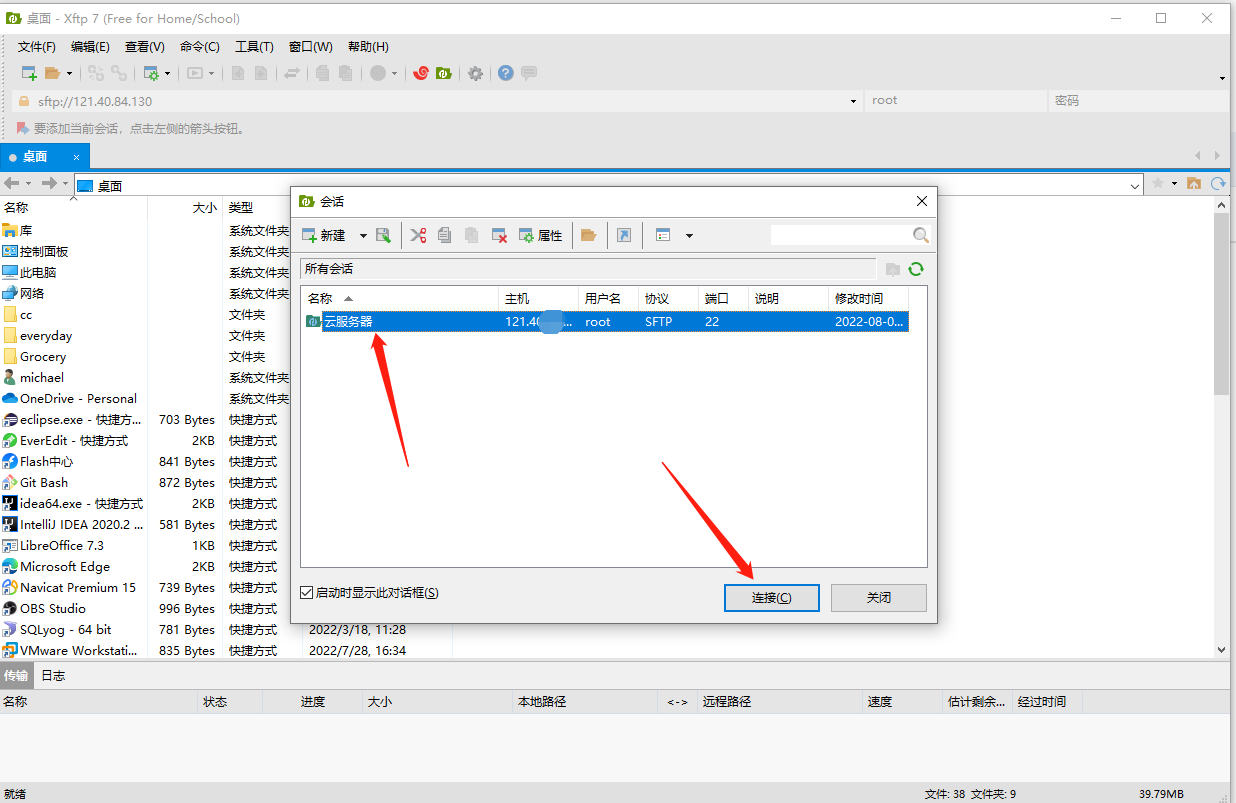 桌面 - Xftp 7 (Free for Home/School)
文件(F) 编辑(E) 查看(V) 命令(C) 工具(T) 窗口(W) 帮助(H)
sftp://121.40.84.130 root 密码
要添加当前会话，点击左侧的箭头按钮。
桌面 ×
桌面
名称 大小 类型
库 系统文件夹
控制面板 系统文件夹
此电脑 系统文件夹
网络 系统文件夹
cc 文件夹
everyday 文件夹
Grocery 文件夹
michael 系统文件夹
OneDrive - Personal 系统文件夹
eclipse.exe - 快捷方... 703 Bytes 快捷方式
EverEdit - 快捷方式 2KB 快捷方式
Flash中心 841 Bytes 快捷方式
Git Bash 872 Bytes 快捷方式
idea64.exe - 快捷方式 2KB 快捷方式
IntelliJ IDEA 2020.2 ... 581 Bytes 快捷方式
LibreOffice 7.3 1KB 快捷方式
Microsoft Edge 2KB 快捷方式
Navicat Premium 15 739 Bytes 快捷方式
OBS Studio 996 Bytes 快捷方式
SQLyog - 64 bit 781 Bytes 快捷方式 2022/3/18, 11:28
VMware Workstati... 835 Bytes 快捷方式 2022/7/28, 16:34
会话
新建 属性
所有会话
名称 主机 用户名 协议 端口 说明 修改时间
云服务器 121.40 ... root SFTP 22 2022-08-0...
启动时显示此对话框(S)
连接(C) 关闭
传输 日志
名称 状态 进度 大小 本地路径 <-> 远程路径 速度 估计剩余... 经过时间
就绪 文件: 38 文件夹: 9 39.79MB